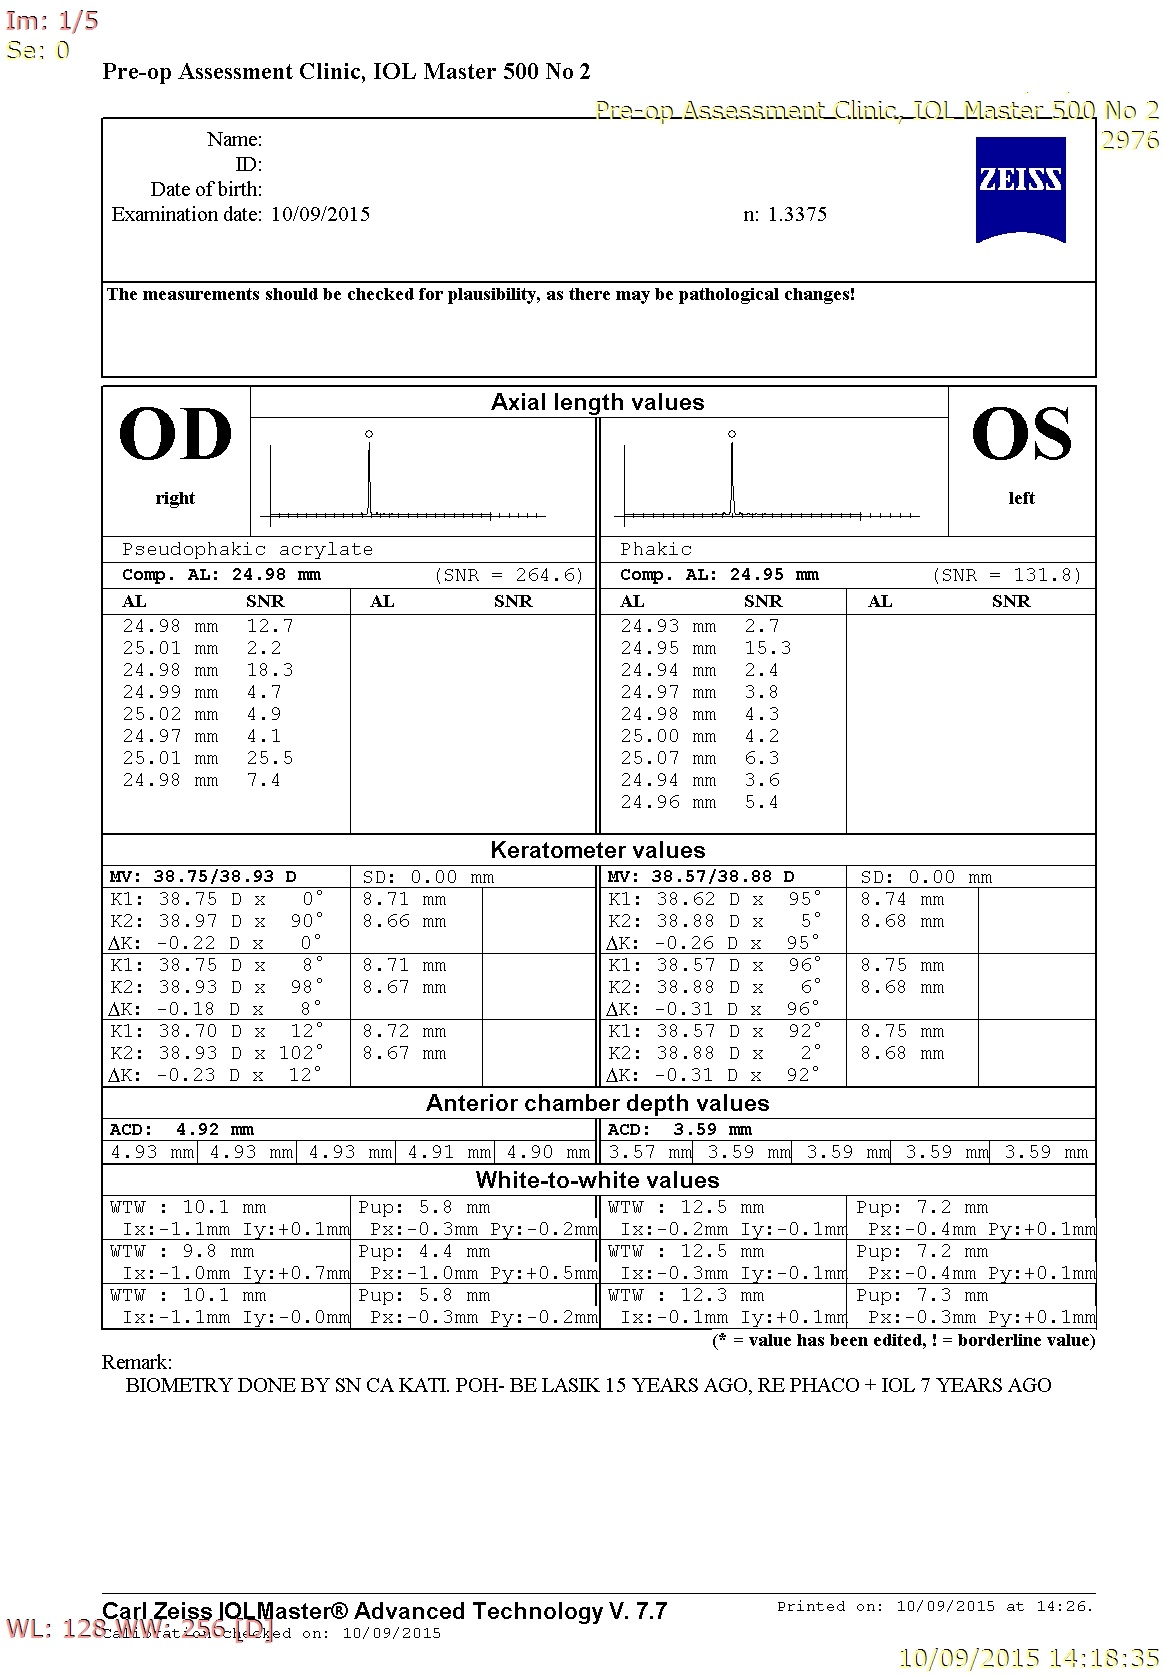 Im: 1/5
Se: 0
Pre-op Assessment Clinic, IOL Master 500 No 2
Pre-op Assessment Clinic, IOL Master 500 No 2
2976
Name:
ID:
Date of birth:
Examination date: 10/09/2015 n: 1.3375
ZEISS
The measurements should be checked for plausibility, as there may be pathological changes!
OD
right
Axial length values
OS
left
Pseudophakic acrylate Phakic
Comp. AL: 24.98 mm (SNR = 264.6) Comp. AL: 24.95 mm (SNR = 131.8)
AL SNR AL SNR AL SNR AL SNR
24.98 mm 12.7 24.93 mm 2.7
25.01 mm 2.2 24.95 mm 15.3
24.98 mm 18.3 24.94 mm 2.4
24.99 mm 4.7 24.97 mm 3.8
25.02 mm 4.9 24.98 mm 4.3
24.97 mm 4.1 25.00 mm 4.2
25.01 mm 25.5 25.07 mm 6.3
24.98 mm 7.4 24.94 mm 3.6
24.96 mm 5.4
Keratometer values
MV: 38.75/38.93 D SD: 0.00 mm MV: 38.57/38.88 D SD: 0.00 mm
K1: 38.75 D x 0° 8.71 mm K1: 38.62 D x 95° 8.74 mm
K2: 38.97 D x 90° 8.66 mm K2: 38.88 D x 5° 8.68 mm
ΔK: -0.22 D x 0° ΔK: -0.26 D x 95°
K1: 38.75 D x 8° 8.71 mm K1: 38.57 D x 96° 8.75 mm
K2: 38.93 D x 98° 8.67 mm K2: 38.88 D x 6° 8.68 mm
ΔK: -0.18 D x 8° ΔK: -0.31 D x 96°
K1: 38.70 D x 12° 8.72 mm K1: 38.57 D x 92° 8.75 mm
K2: 38.93 D x 102° 8.67 mm K2: 38.88 D x 2° 8.68 mm
ΔK: -0.23 D x 12° ΔK: -0.31 D x 92°
Anterior chamber depth values
ACD: 4.92 mm ACD: 3.59 mm
4.93 mm 4.93 mm 4.93 mm 4.91 mm 4.90 mm 3.57 mm 3.59 mm 3.59 mm 3.59 mm 3.59 mm
White-to-white values
WTW : 10.1 mm Pup: 5.8 mm WTW : 12.5 mm Pup: 7.2 mm
Ix:-1.1mm Iy:+0.1mm Px:-0.3mm Py:-0.2mm Ix:-0.2mm Iy:-0.1mm Px:-0.4mm Py:+0.1mm
WTW : 9.8 mm Pup: 4.4 mm WTW : 12.5 mm Pup: 7.2 mm
Ix:-1.0mm Iy:+0.7mm Px:-1.0mm Py:+0.5mm Ix:-0.3mm Iy:-0.1mm Px:-0.4mm Py:+0.1mm
WTW : 10.1 mm Pup: 5.8 mm WTW : 12.3 mm Pup: 7.3 mm
Ix:-1.1mm Iy:-0.0mm Px:-0.3mm Py:-0.2mm Ix:-0.1mm Iy:+0.1mm Px:-0.3mm Py:+0.1mm
(* = value has been edited, ! = borderline value)
Remark:
BIOMETRY DONE BY SN CA KATI. POH- BE LASIK 15 YEARS AGO, RE PHACO + IOL 7 YEARS AGO
Carl Zeiss IOLMaster® Advanced Technology V. 7.7 Printed on: 10/09/2015 at 14:26.
WL: 128 WW: 256 [D]
Calibration checked on: 10/09/2015
10/09/2015 14:18:35